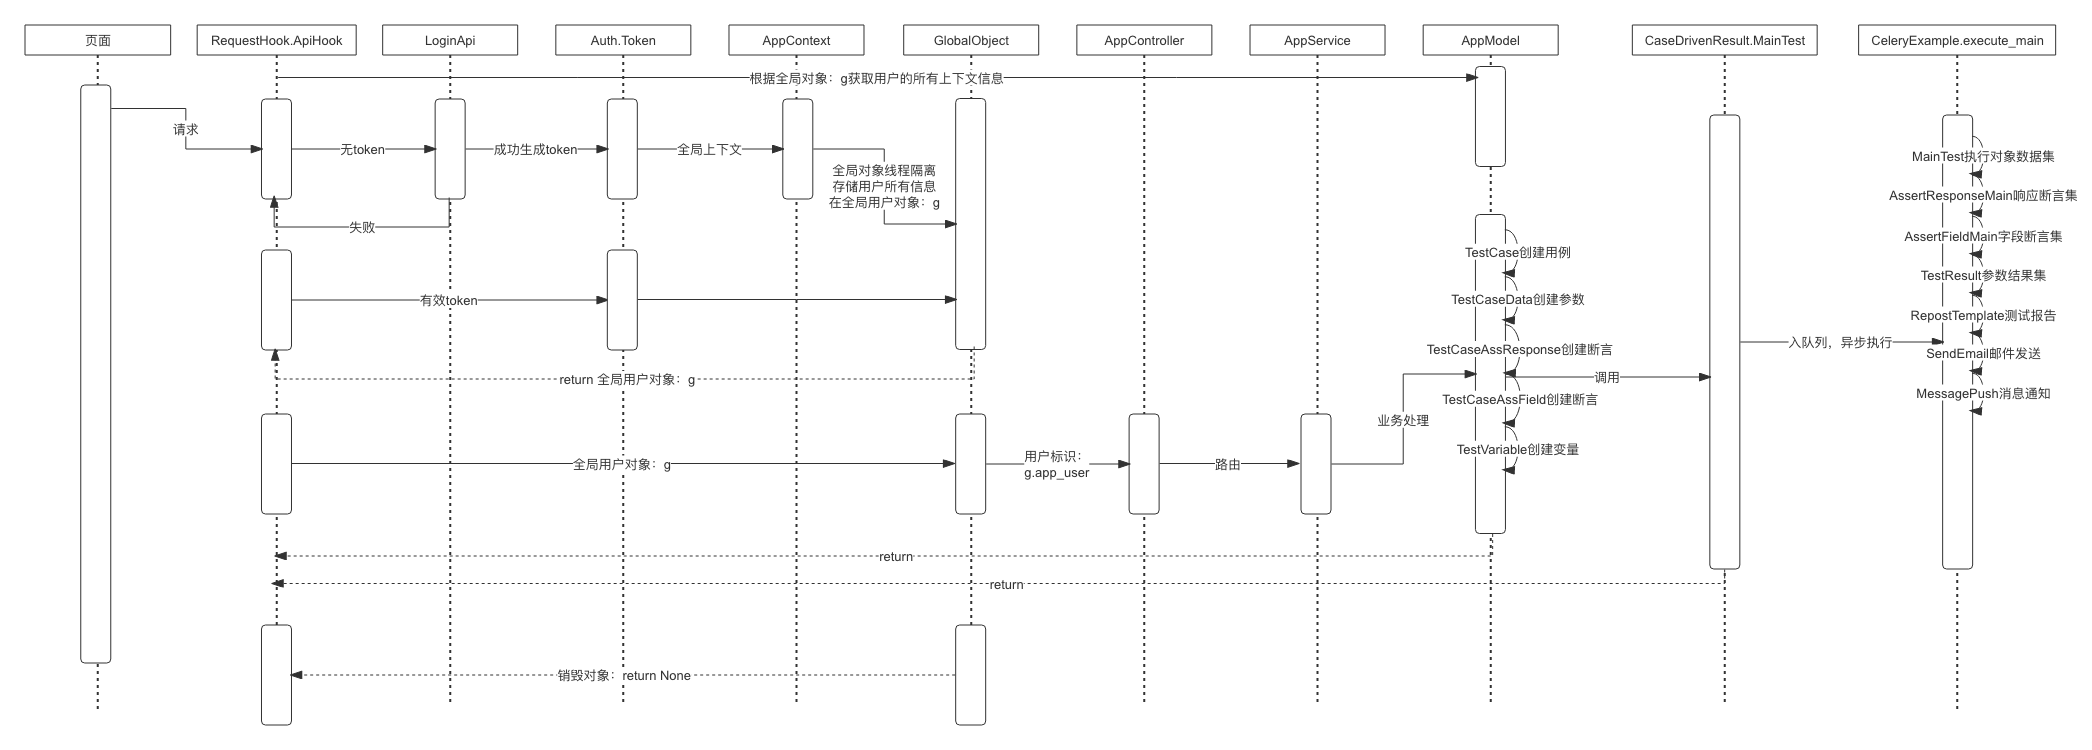 页面
RequestHook.ApiHook
LoginApi
Auth.Token
AppContext
GlobalObject
AppController
AppService
AppModel
CaseDrivenResult.MainTest
CeleryExample.execute_main
根据全局对象：g获取用户的所有上下文信息
请求
无token
成功生成token
全局上下文
全局对象线程隔离
存储用户所有信息
在全局用户对象：g
失败
有效token
return 全局用户对象：g
全局用户对象：g
用户标识：
g.app_user
路由
业务处理
TestCase创建用例
TestCaseData创建参数
TestCaseAssResponse创建断言
TestCaseAssField创建断言
TestVariable创建变量
调用
入队列，异步执行
MainTest执行对象数据集
AssertResponseMain响应断言集
AssertFieldMain字段断言集
TestResult参数结果集
RepostTemplate测试报告
SendEmail邮件发送
MessagePush消息通知
return
return
销毁对象：return None